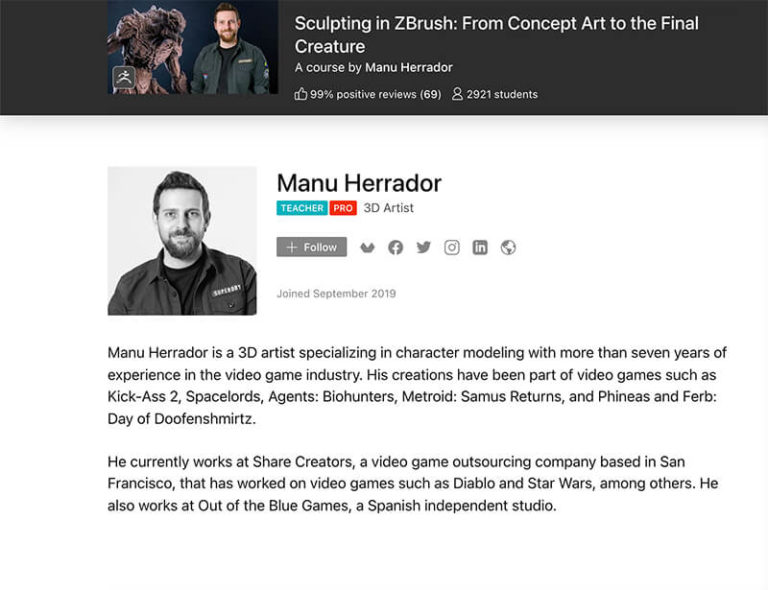 Sculpting in ZBrush: From Concept Art to the Final
Creature
A course by Manu Herrador
99% positive reviews (69) 2921 students
Manu Herrador
TEACHER PRO 3D Artist
+ Follow
Joined September 2019
SUPERDRY
Manu Herrador is a 3D artist specializing in character modeling with more than seven years of
experience in the video game industry. His creations have been part of video games such as
Kick-Ass 2, Spacelords, Agents: Biohunters, Metroid: Samus Returns, and Phineas and Ferb:
Day of Doofenshmirtz.
He currently works at Share Creators, a video game outsourcing company based in San
Francisco, that has worked on video games such as Diablo and Star Wars, among others. He
also works at Out of the Blue Games, a Spanish independent studio.